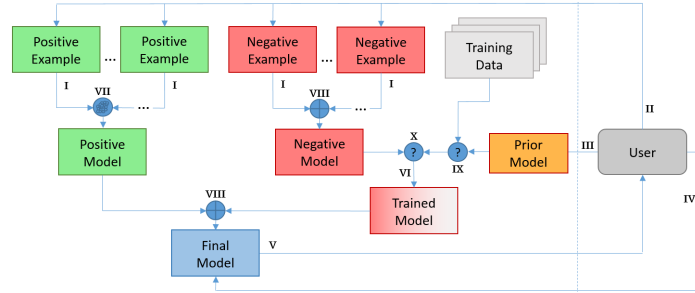 Positive
Example
...
Positive
Example
Negative
Example
...
Negative
Example
Training
Data
I
I
I
I
II
VII
...
VIII
...
Positive
Model
Negative
Model
X
?
?
IX
Prior
Model
III
User
VI
IV
VIII
Trained
Model
Final
Model
V